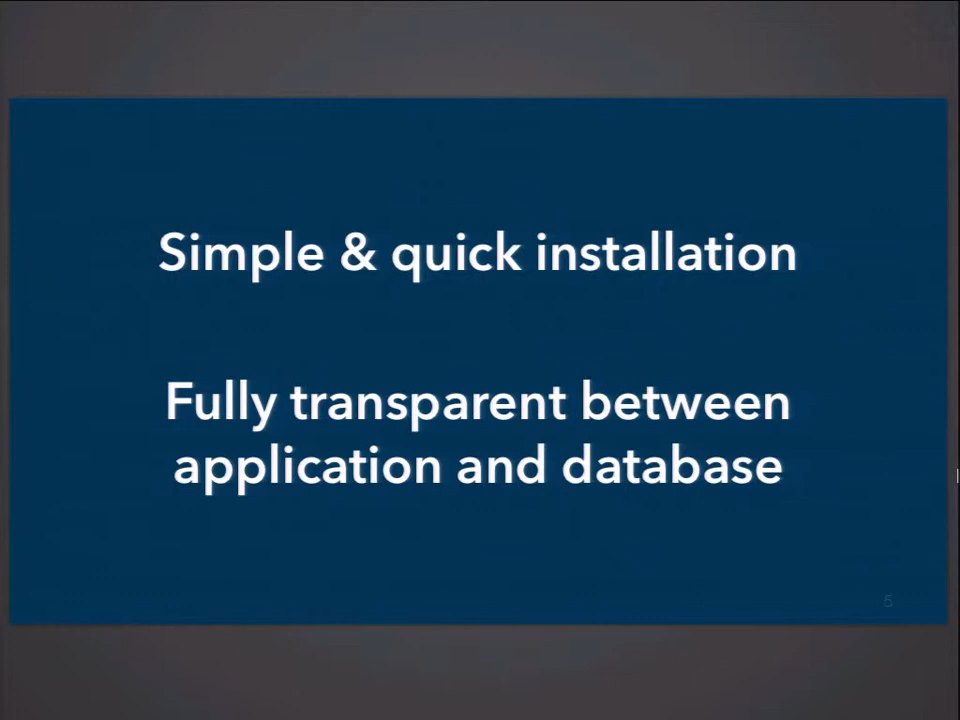 Simple & quick installation
Fully transparent between
application and database
5